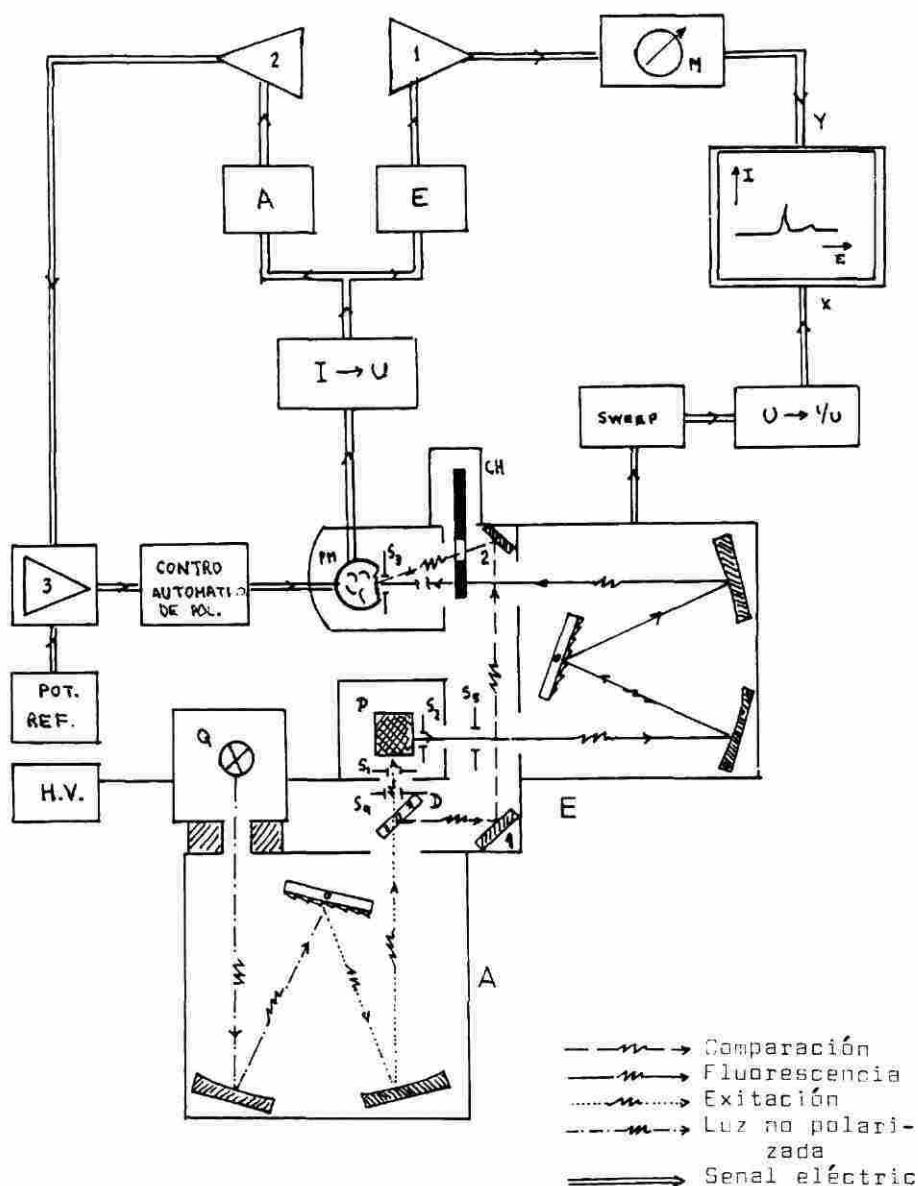 2
1
M
Y
A
E
I
E
X
I → U
SWEEP
U → 1/U
CH
2
PM
S3
3
CONTRO
AUTOMATI
DE POL.
POT.
REF.
P
S2
S5
Q
S1
H.V.
S4
D
1
E
A
Comparación
Fluorescencia
Exitación
Luz no polari-
zada
Senal eléctric